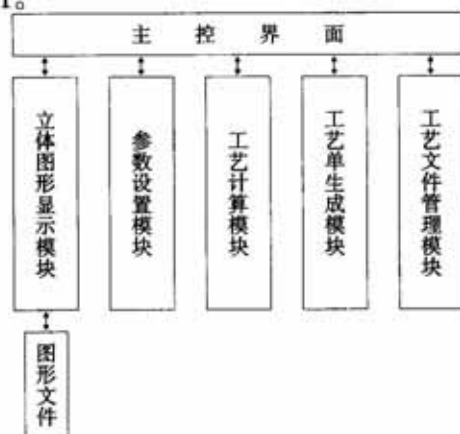 主控界面
立体图形显示模块
参数设置模块
工艺计算模块
工艺单生成模块
工艺文件管理模块
图形文件